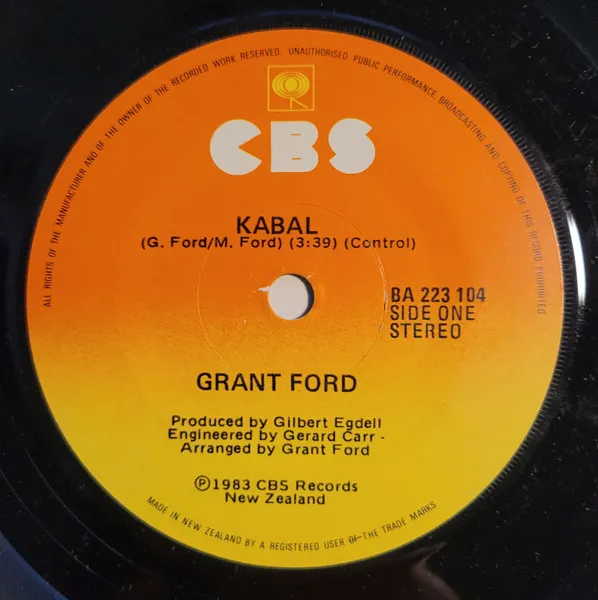 ALL RIGHTS OF THE MANUFACTURER AND OF THE OWNER OF THE RECORDED WORK RESERVED. UNAUTHORISED PUBLIC PERFORMANCE, BROADCASTING AND COPYING OF THIS RECORD PROHIBITED
CBS
KABAL
(G. Ford/M. Ford) (3:39) (Control)
BA 223 104
SIDE ONE
STEREO
GRANT FORD
Produced by Gilbert Egdell
Engineered by Gerard Carr -
Arranged by Grant Ford
Ⓟ1983 CBS Records
New Zealand
MADE IN NEW ZEALAND BY A REGISTERED USER OF THE TRADE MARKS